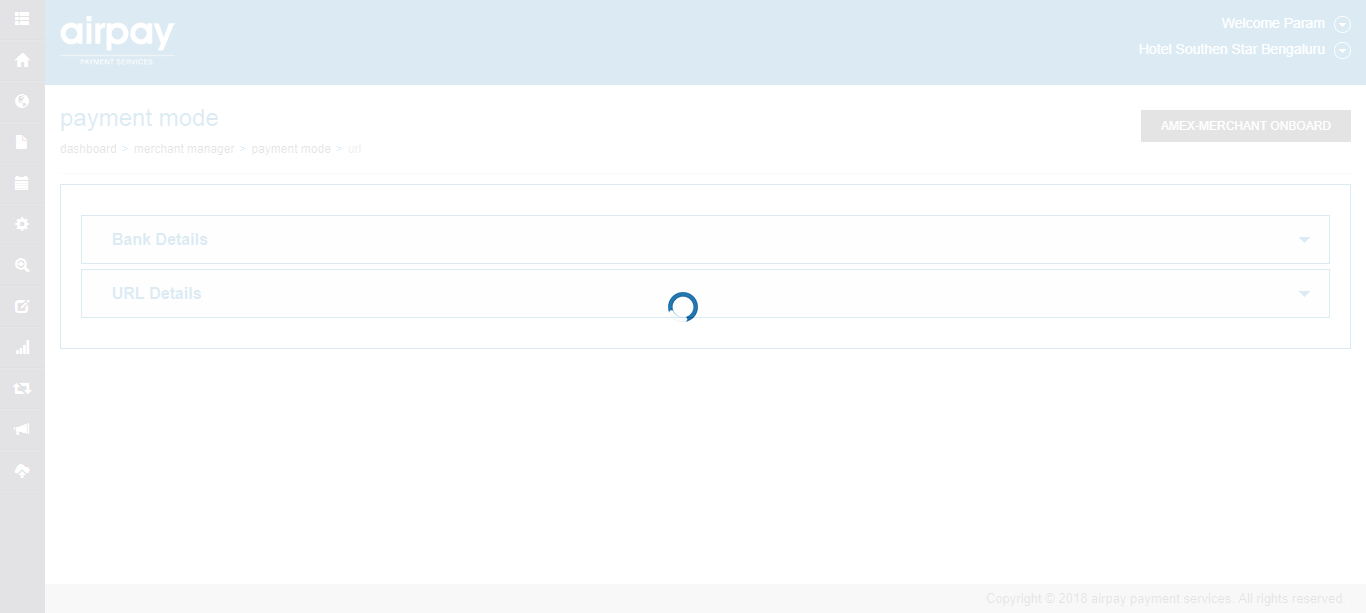 airpay
PAYMENT SERVICES
Welcome Param
Hotel Southen Star Bengaluru
payment mode
dashboard > merchant manager > payment mode > url
AMEX-MERCHANT ONBOARD
Bank Details
URL Details
Copyright © 2018 airpay payment services. All rights reserved